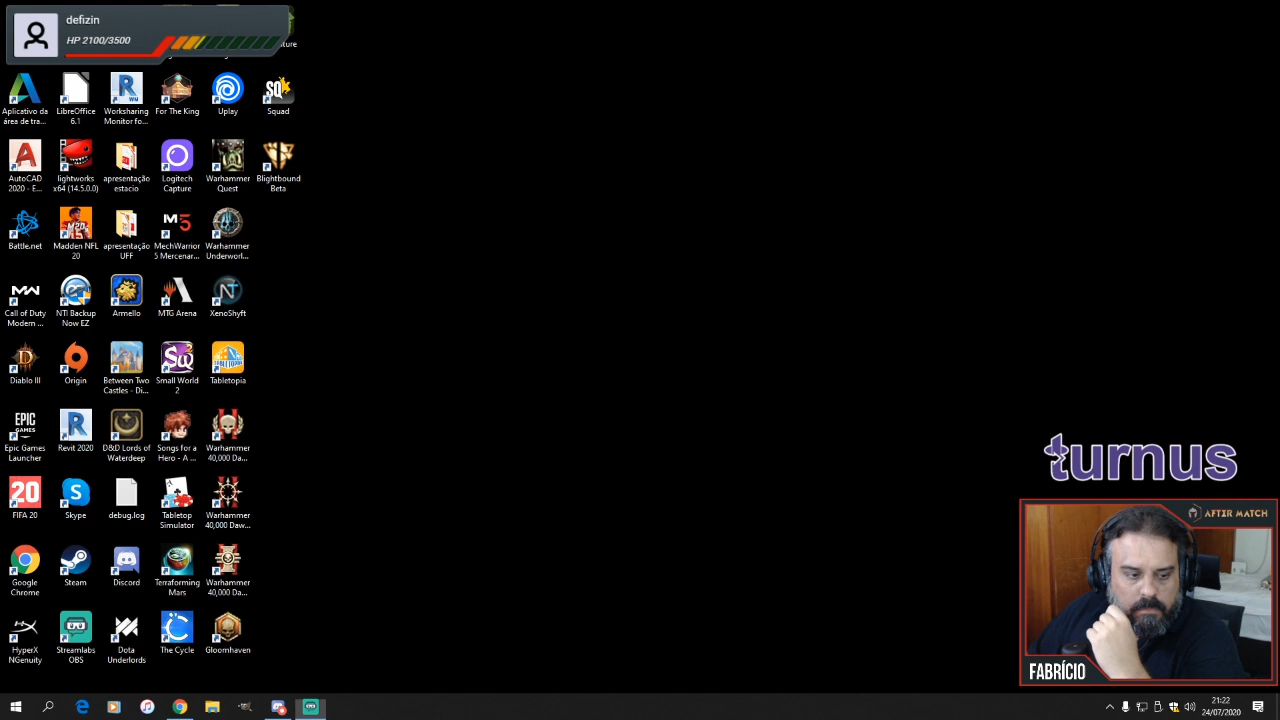 defizin
HP 2100/3500
ture
Aplicativo da
área de tra...
LibreOffice
6.1
Worksharing
Monitor fo...
For The King
Uplay
SQ
Squad
AutoCAD
2020 - E...
lightworks
x64 (14.5.0.0)
apresentação
estacio
Logitech
Capture
Warhammer
Quest
Blightbound
Beta
Battle.net
Madden NFL
20
apresentação
UFF
MechWarrior
5 Mercenar...
Warhammer
Underworl...
Call of Duty
Modern ...
NTI Backup
Now EZ
Armello
MTG Arena
XenoShyft
Diablo III
Origin
Between Two
Castles - Di...
Small World
2
Tabletopia
EPIC
GAMES
Epic Games
Launcher
Revit 2020
D&D Lords of
Waterdeep
Songs for a
Hero - A ...
Warhammer
40,000 Da...
20
FIFA 20
Skype
debug.log
Tabletop
Simulator
Warhammer
40,000 Daw...
Google
Chrome
Steam
Discord
Terraforming
Mars
Warhammer
40,000 Da...
HyperX
NGenuity
Streamlabs
OBS
Dota
Underlords
The Cycle
Gloomhaven
turnus
AFTER MATCH
FABRÍCIO
21:22
24/07/2020